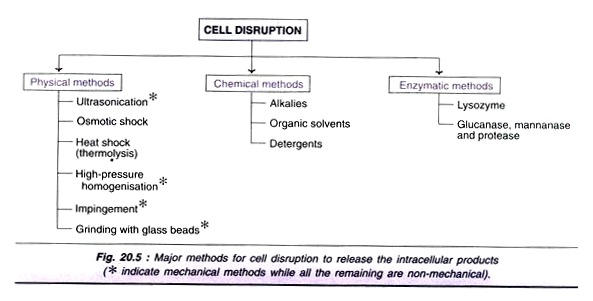 CELL DISRUPTION
Physical methods
Ultrasonication*
Osmotic shock
Heat shock
(thermolysis)
High-pressure
homogenisation*
Impingement*
Grinding with glass beads*
Chemical methods
Alkalies
Organic solvents
Detergents
Enzymatic methods
Lysozyme
Glucanase, mannanase
and protease
Fig. 20.5 : Major methods for cell disruption to release the intracellular products
(* indicate mechanical methods while all the remaining are non-mechanical).